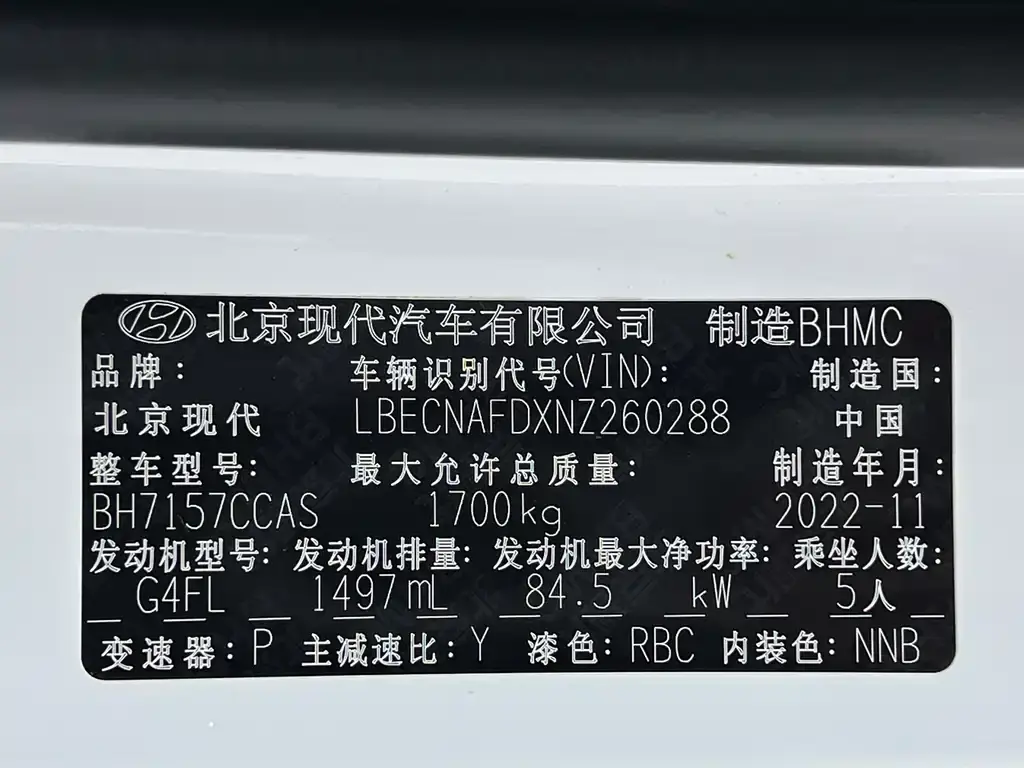 北京现代汽车有限公司 制造BHMC
品牌: 车辆识别代号(VIN): 制造国:
北京现代 LBECNAFDXNZ260288 中国
整车型号: 最大允许总质量: 制造年月:
BH7157CCAS 1700kg 2022-11
发动机型号: 发动机排量: 发动机最大净功率: 乘坐人数:
G4FL 1497mL 84.5 kW 5人
变速器:P 主减速比:Y 漆色:RBC 内装色:NNB